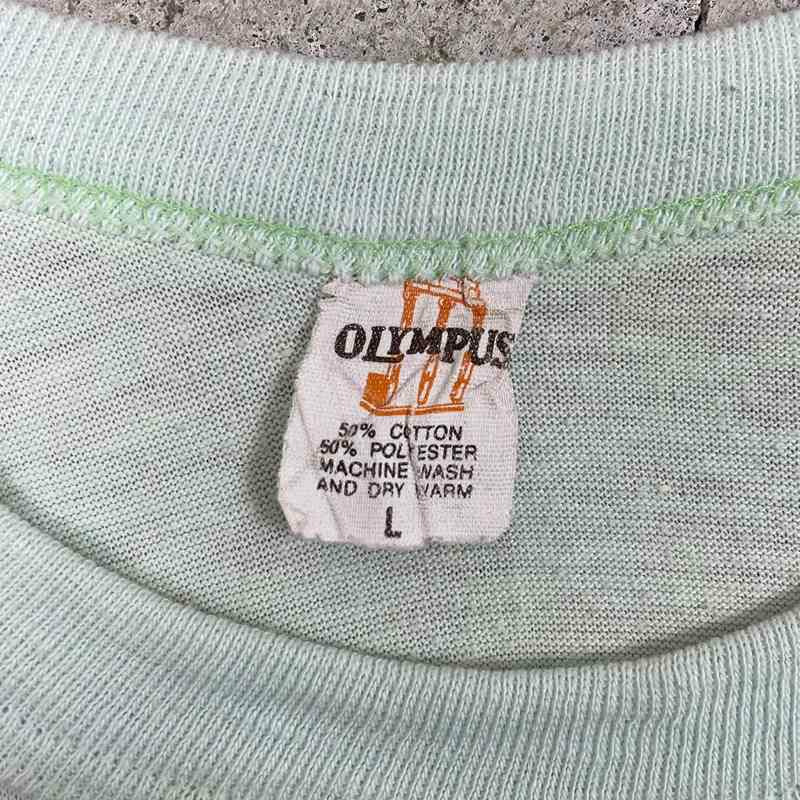 OLYMPUS
50% COTTON
50% POLYESTER
MACHINE WASH
AND DRY WARM
L